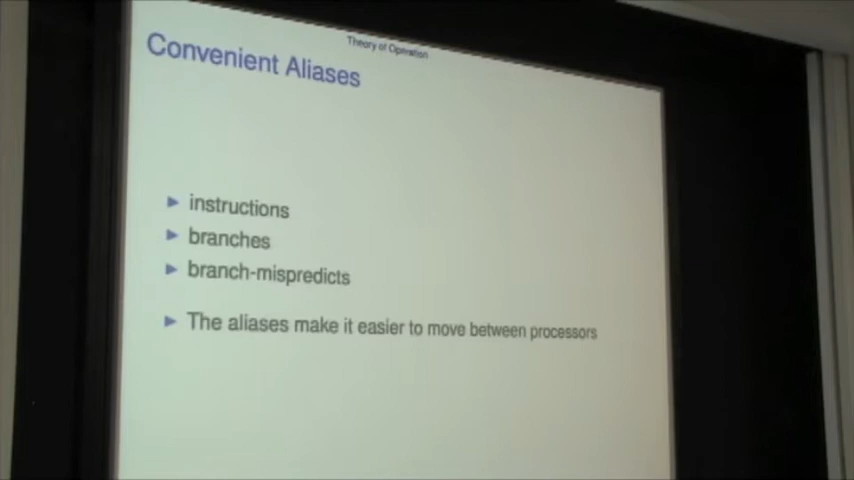 Theory of Operation
Convenient Aliases
instructions
branches
branch-mispredicts
The aliases make it easier to move between processors